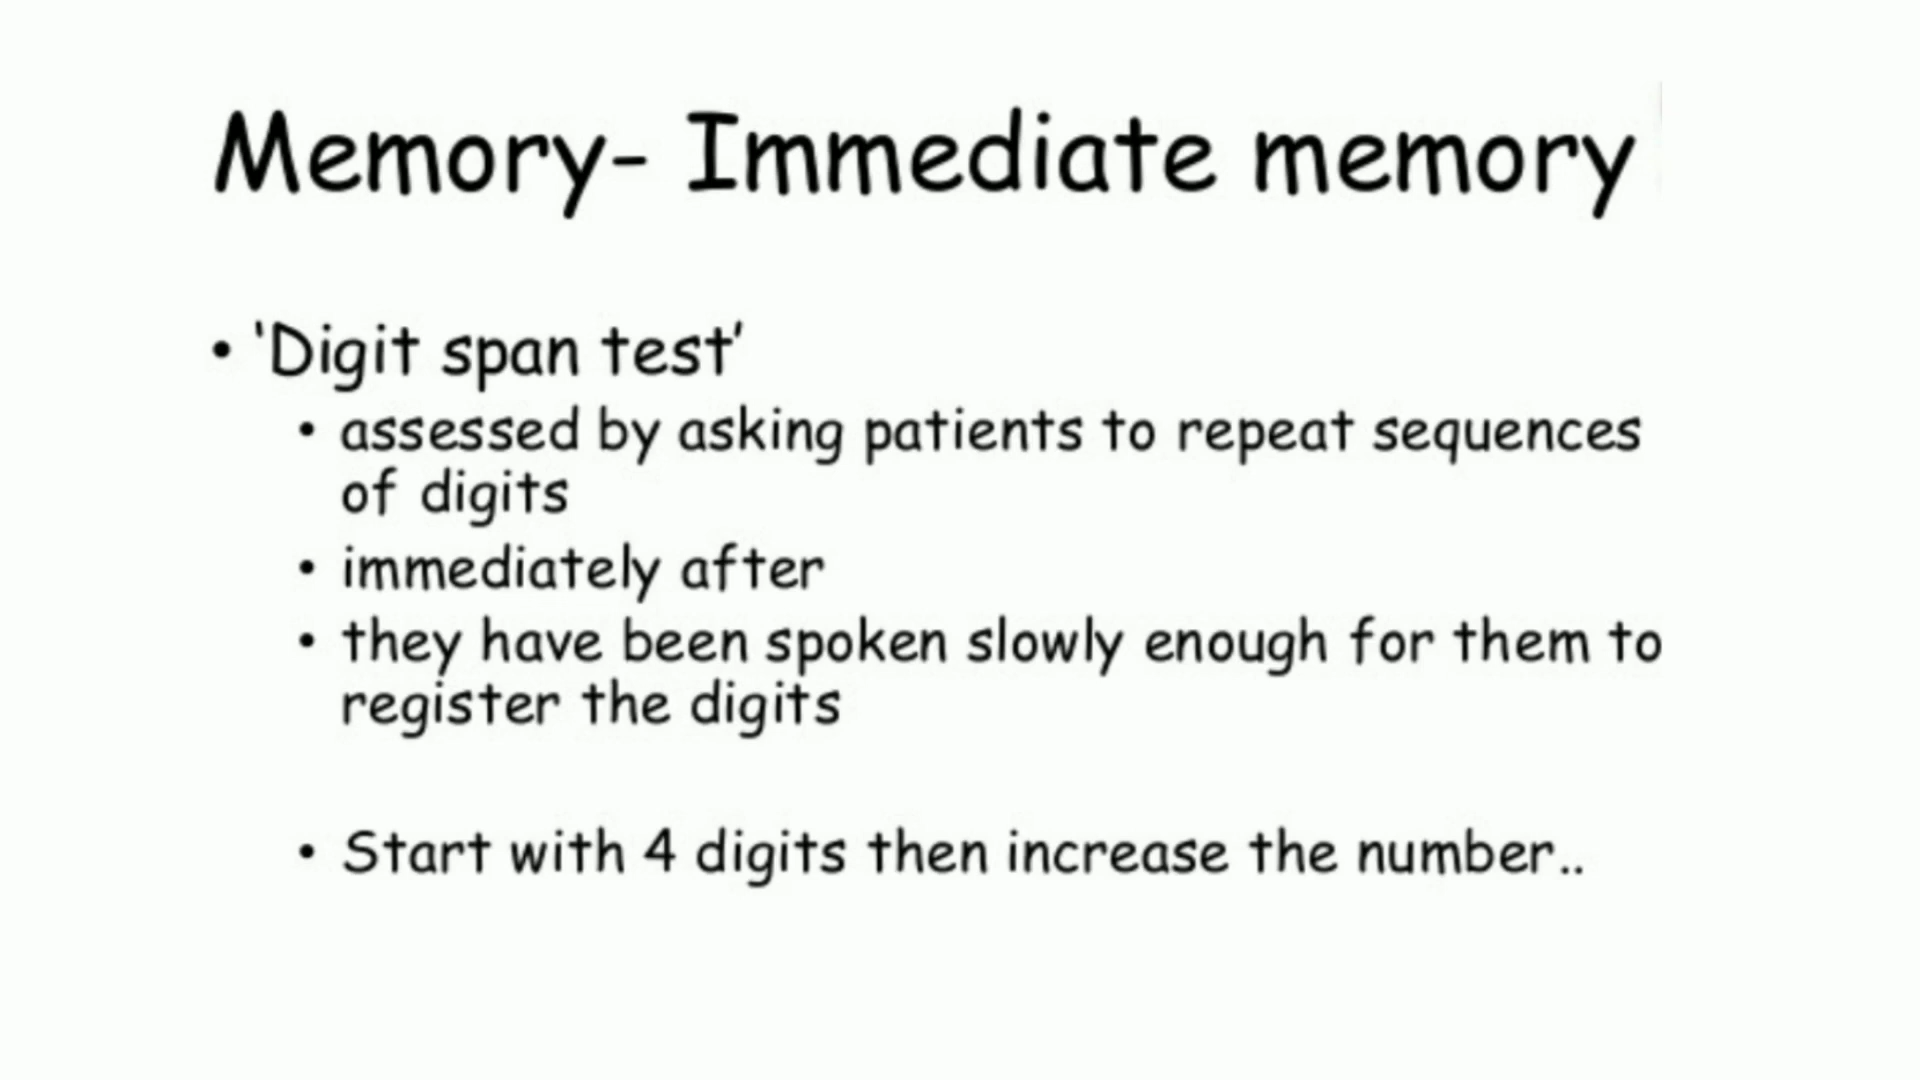 Memory- Immediate memory
• 'Digit span test'
• assessed by asking patients to repeat sequences
of digits
• immediately after
• they have been spoken slowly enough for them to
register the digits
• Start with 4 digits then increase the number..